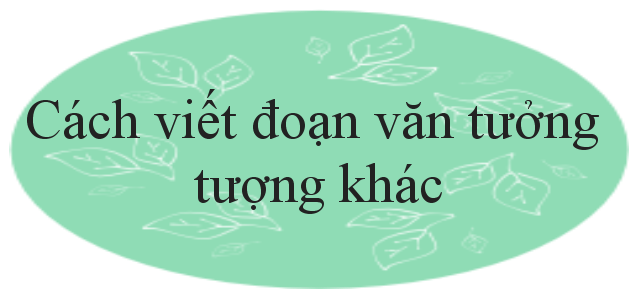 Cách viết đoạn văn tưởng
tượng khác